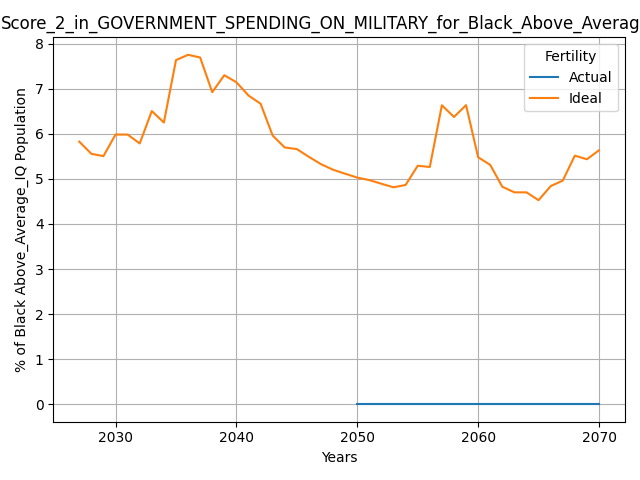 Score_2_in_GOVERNMENT_SPENDING_ON_MILITARY_for_Black_Above_Averag
% of Black Above_Average_IQ Population
8
7
6
5
4
3
2
1
0
Fertility
Actual
Ideal
2030 2040 2050 2060 2070
Years